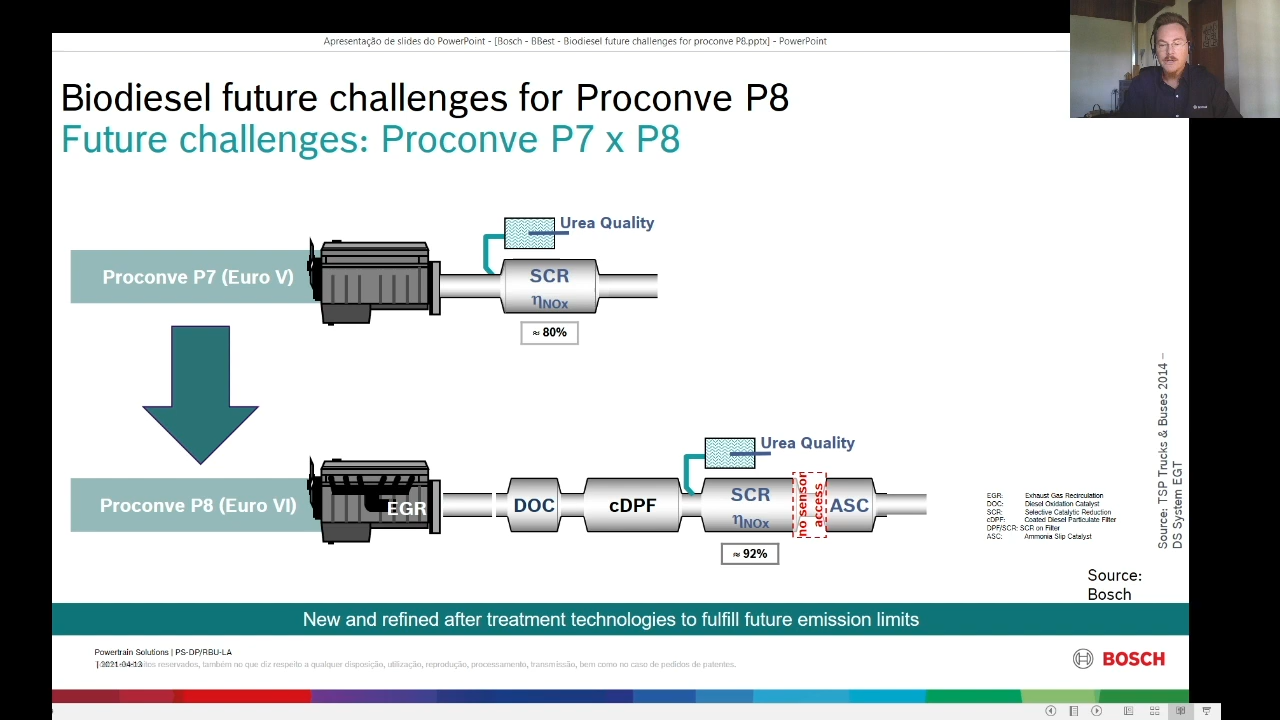 Apresentação de slides do PowerPoint - [Bosch - BBest - Biodiesel future challenges for proconve P8.pptx] - PowerPoint
Biodiesel future challenges for Proconve P8
Future challenges: Proconve P7 x P8
Urea Quality
Proconve P7 (Euro V)
SCR
ηNOx
≈ 80%
Urea Quality
Proconve P8 (Euro VI)
EGR
DOC
cDPF
SCR
ηNOx
no sensor
access
ASC
≈ 92%
EGR: Exhaust Gas Recirculation
DOC: Diesel Oxidation Catalyst
SCR: Selective Catalytic Reduction
cDPF: Coated Diesel Particulate Filter
DPF/SCR: SCR on Filter
ASC: Ammonia Slip Catalyst
Source: TSP Trucks & Buses 2014 –
DS System EGT
Source:
Bosch
New and refined after treatment technologies to fulfill future emission limits
Powertrain Solutions | PS-DP/RBU-LA
| 2021-04-13 reservados, também no que diz respeito a qualquer disposição, utilização, reprodução, processamento, transmissão, bem como no caso de pedidos de patentes.
BOSCH